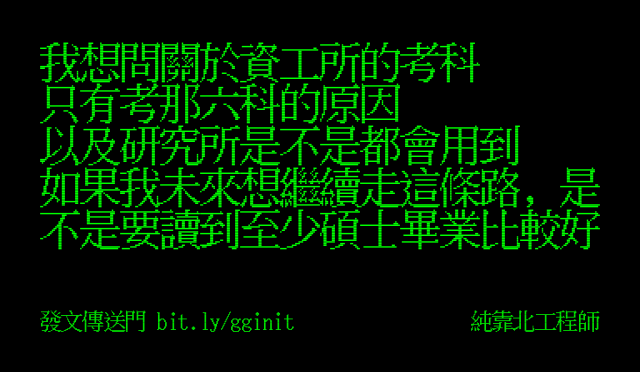 我想問關於資工所的考科
只有考那六科的原因
以及研究所是不是都會用到
如果我未來想繼續走這條路，是
不是要讀到至少碩士畢業比較好
發文傳送門 bit.ly/gginit
純靠北工程師